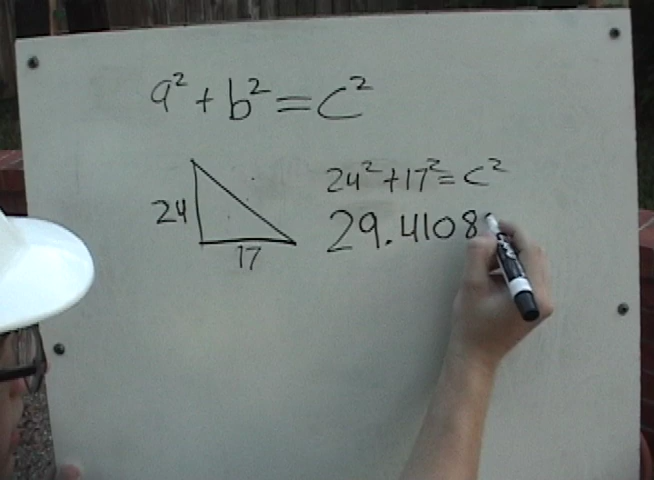 a² + b² = c²
24² + 17² = c²
24
17
29.4108